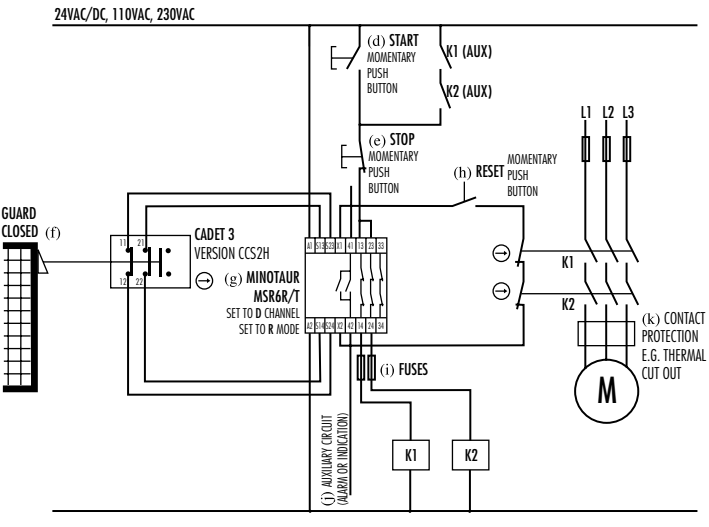 24VAC/DC, 110VAC, 230VAC
(d) START
MOMENTARY
PUSH
BUTTON
K1 (AUX)
K2 (AUX)
(e) STOP
MOMENTARY
PUSH
BUTTON
(h) RESET
MOMENTARY
PUSH
BUTTON
L1 L2 L3
GUARD
CLOSED (f)
11 21
12 22
CADET 3
VERSION CCS2H
(g) MINOTAUR
MSR6R/T
SET TO D CHANNEL
SET TO R MODE
A1 S13 S23 X1 41 13 23 33
A2 S14 S24 X2 42 14 24 34
K1
K2
(k) CONTACT
PROTECTION
E.G. THERMAL
CUT OUT
M
(i) FUSES
(j) AUXILIARY CIRCUIT
(ALARM OR INDICATION)
K1
K2